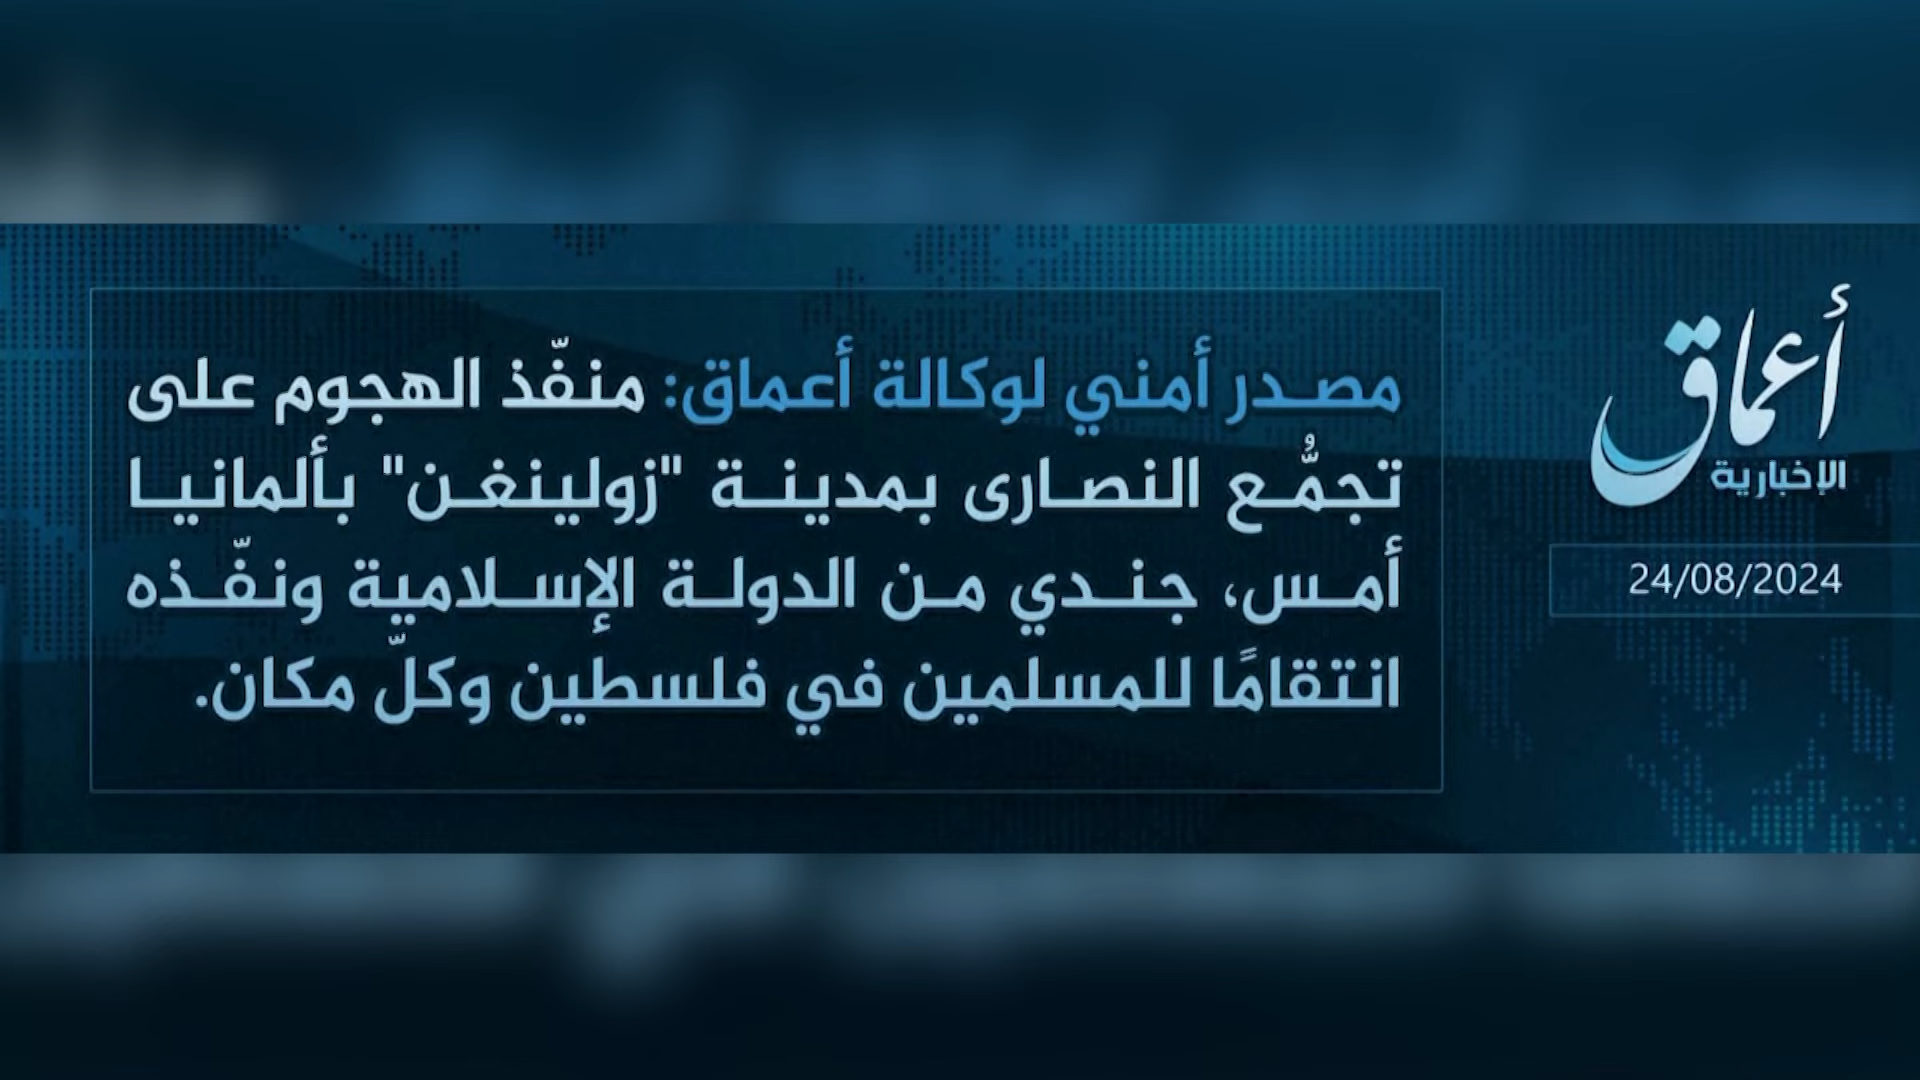 مصدر أمني لوكالة أعماق: منفّذ الهجوم على
تجمُّع النصارى بمدينة "زولينغن" بألمانيا
أمس، جندي من الدولة الإسلامية ونفّذه
انتقامًا للمسلمين في فلسطين وكلّ مكان.
أعماق
الإخبارية
24/08/2024